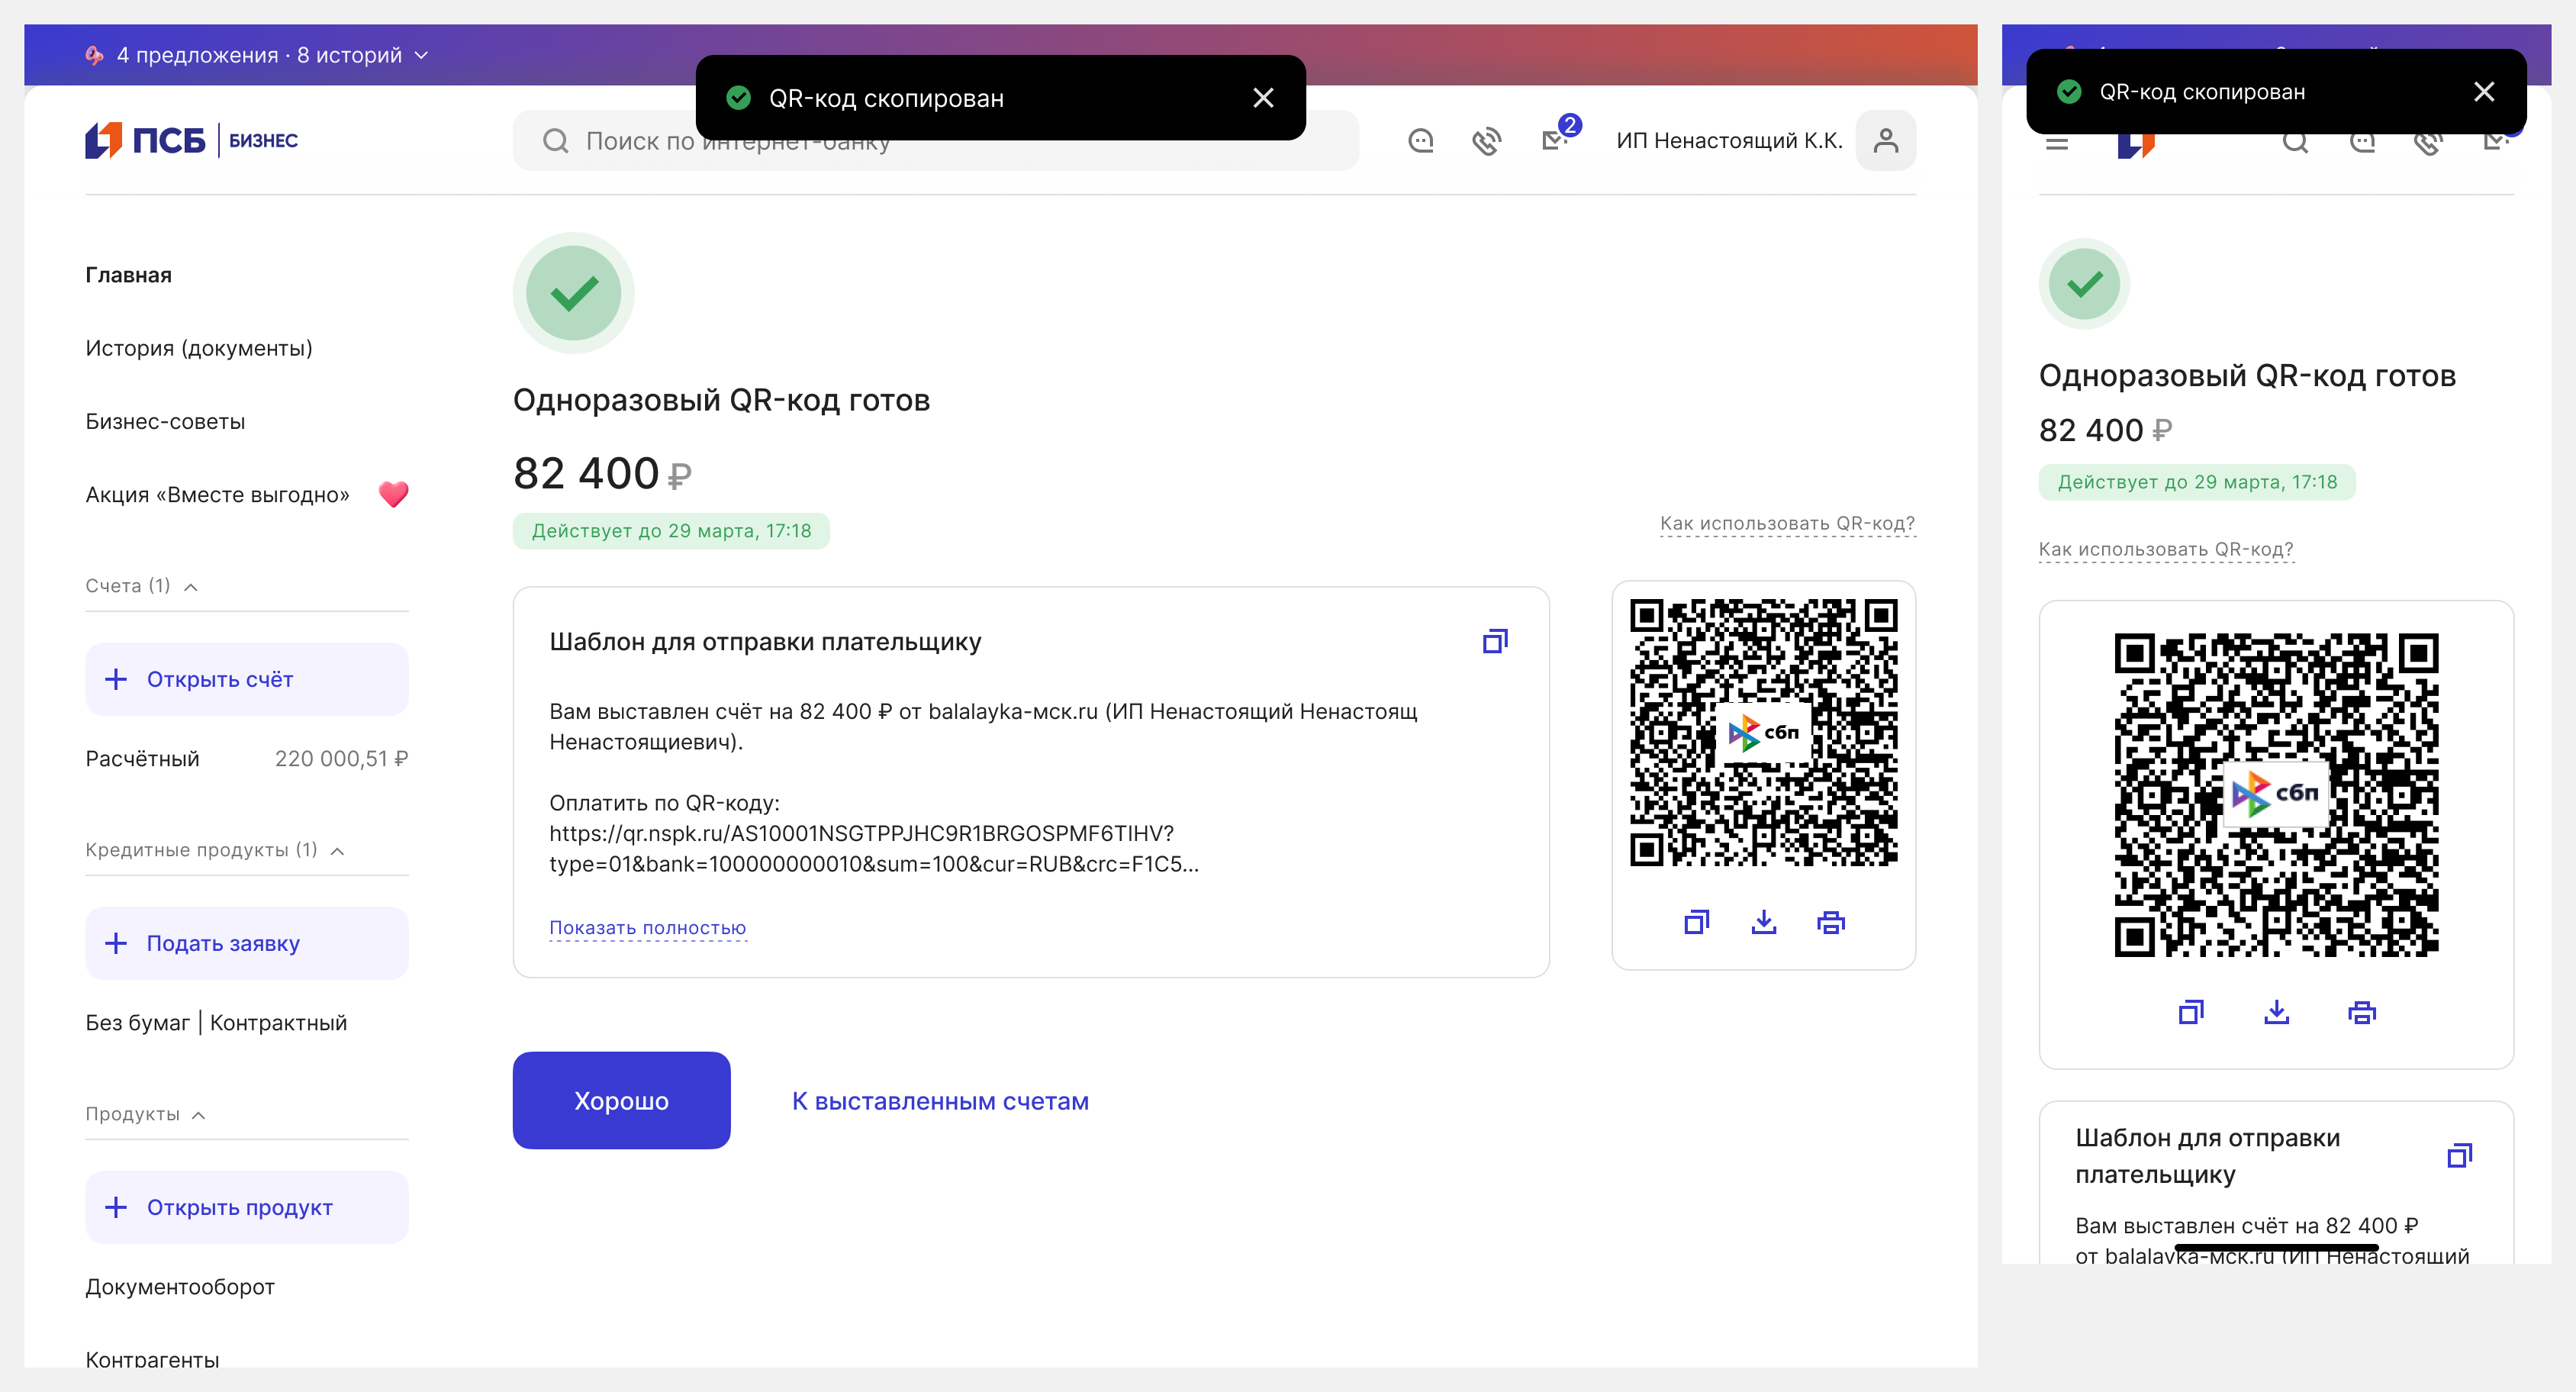 4 предложения · 8 историй
QR-код скопирован
ПСБ БИЗНЕС
Поиск по интернет-банку
2
ИП Ненастоящий К.К.
Главная
История (документы)
Бизнес-советы
Акция «Вместе выгодно»
Счета (1)
Открыть счёт
Расчётный 220 000,51 ₽
Кредитные продукты (1)
Подать заявку
Без бумаг | Контрактный
Продукты
Открыть продукт
Документооборот
Контрагенты
Одноразовый QR-код готов
82 400 ₽
Действует до 29 марта, 17:18
Как использовать QR-код?
Шаблон для отправки плательщику
Вам выставлен счёт на 82 400 ₽ от balalayka-мск.ru (ИП Ненастоящий Ненастоящ
Ненастоящиевич).
Оплатить по QR-коду:
https://qr.nspk.ru/AS10001NSGTPPJHC9R1BRGOSPMF6TIHV?
type=01&bank=100000000010&sum=100&cur=RUB&crc=F1C5...
Показать полностью
сбп
Хорошо
К выставленным счетам
QR-код скопирован
Одноразовый QR-код готов
82 400 ₽
Действует до 29 марта, 17:18
Как использовать QR-код?
сбп
Шаблон для отправки
плательщику
Вам выставлен счёт на 82 400 ₽
от balalayka-мск.ru (ИП Ненастоящий